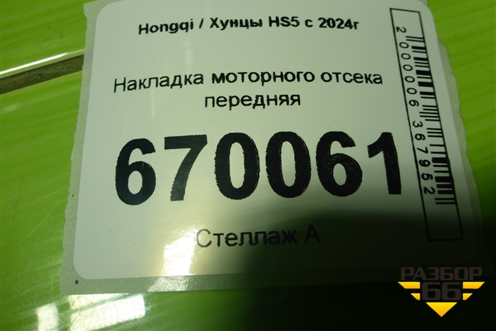 Hongqi / Хунцы HS5 с 2024г
Накладка моторного отсека
передняя
670061
Стеллаж А
2000006367952
РАЗБОР
66